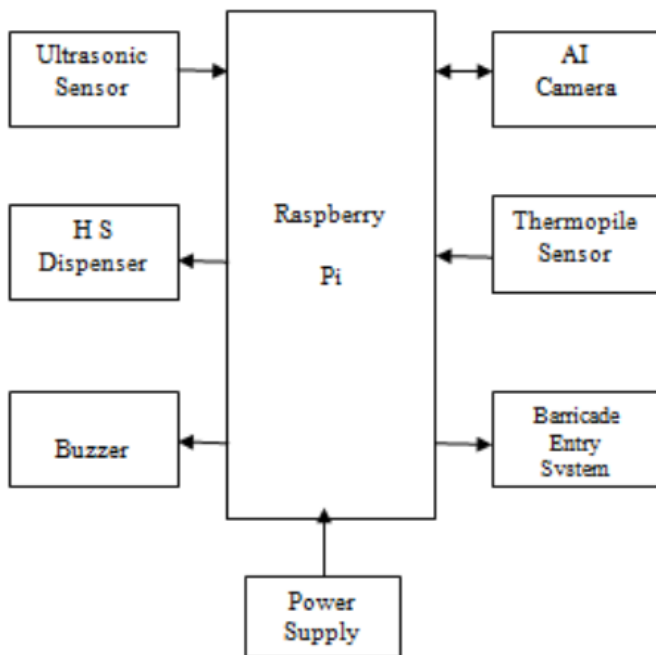 Ultrasonic
Sensor
AI
Camera
H S
Dispenser
Raspberry
Pi
Thermopile
Sensor
Buzzer
Barricade
Entry
System
Power
Supply